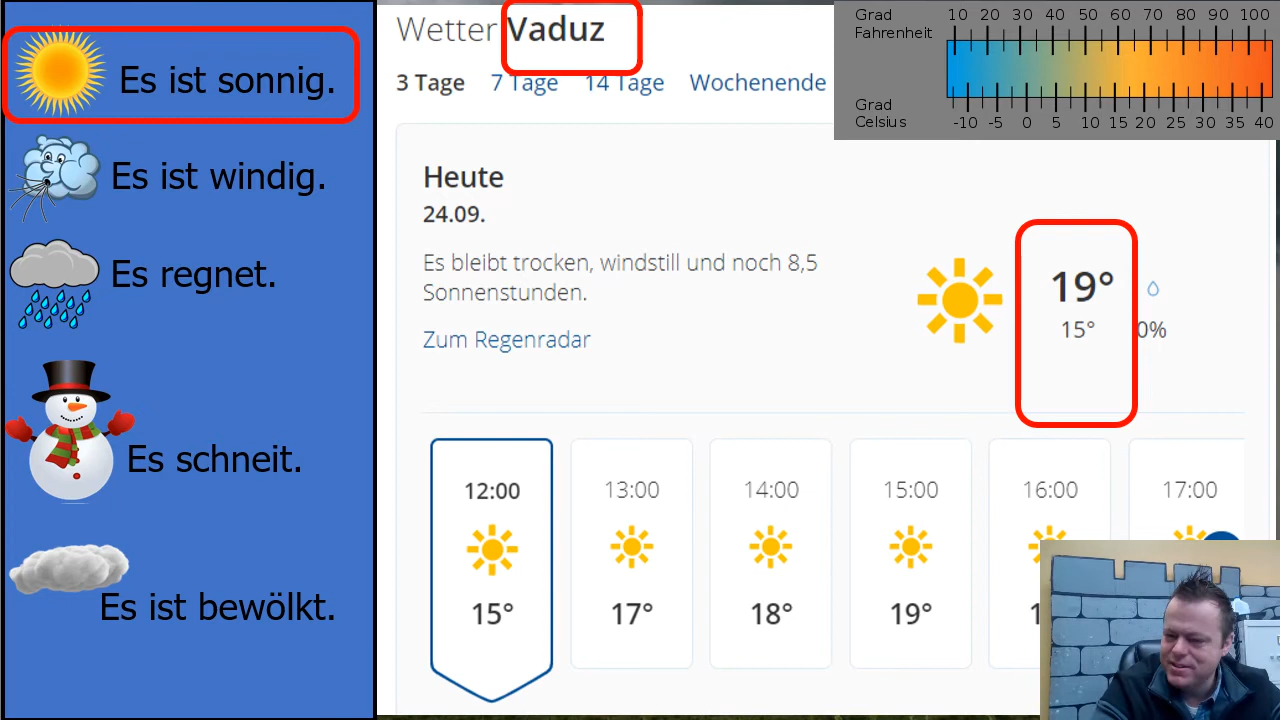 Es ist sonnig.
Es ist windig.
Es regnet.
Es schneit.
Es ist bewölkt.
Wetter Vaduz
3 Tage 7 Tage 14 Tage Wochenende
Heute
24.09.
Es bleibt trocken, windstill und noch 8,5
Sonnenstunden.
Zum Regenradar
19°
15° 0%
12:00 13:00 14:00 15:00 16:00 17:00
15° 17° 18° 19°
Grad
Fahrenheit
10 20 30 40 50 60 70 80 90 100
Grad
Celsius
-10 -5 0 5 10 15 20 25 30 35 40